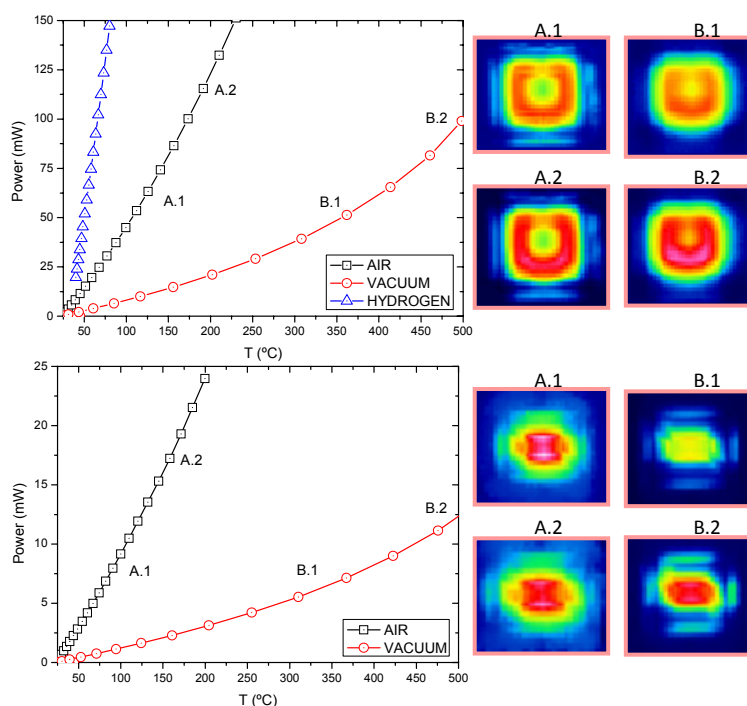 150
125
100
75
50
25
0
Power (mW)
A.2
A.1
B.2
B.1
AIR
VACUUM
HYDROGEN
50 100 150 200 250 300 350 400 450 500
T (ºC)
A.1 B.1
A.2 B.2
25
20
15
10
5
0
Power (mW)
A.2
A.1
B.2
B.1
AIR
VACUUM
50 100 150 200 250 300 350 400 450 500
T (ºC)
A.1 B.1
A.2 B.2